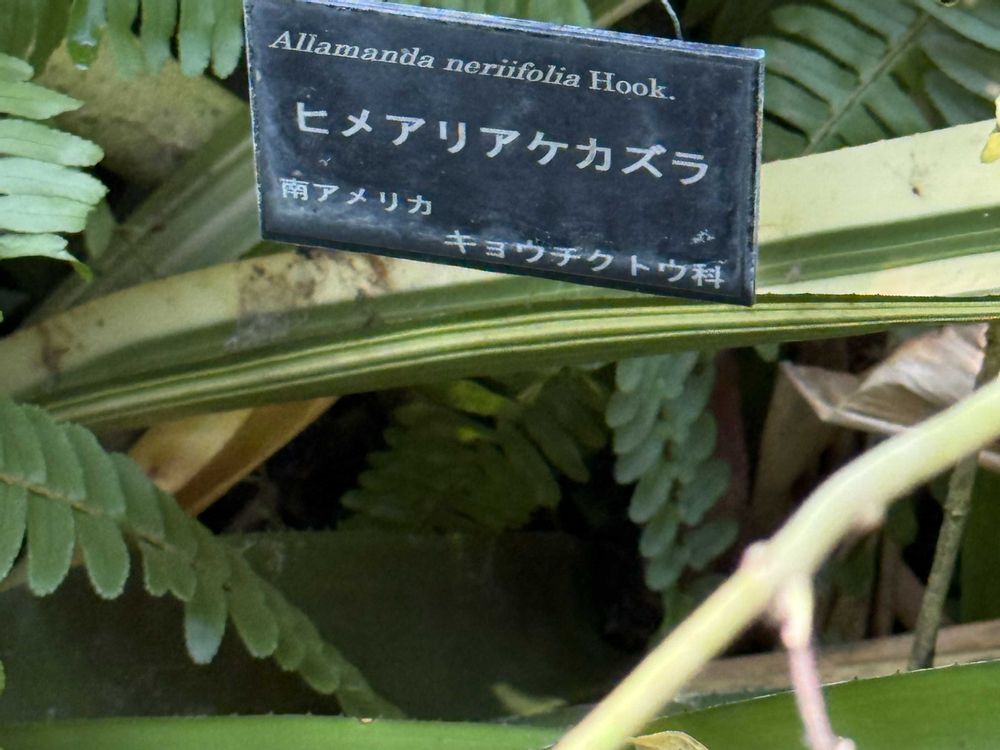 Allamanda neriifolia Hook.
ヒメアリアケカズラ
南アメリカ
キョウチクトウ科